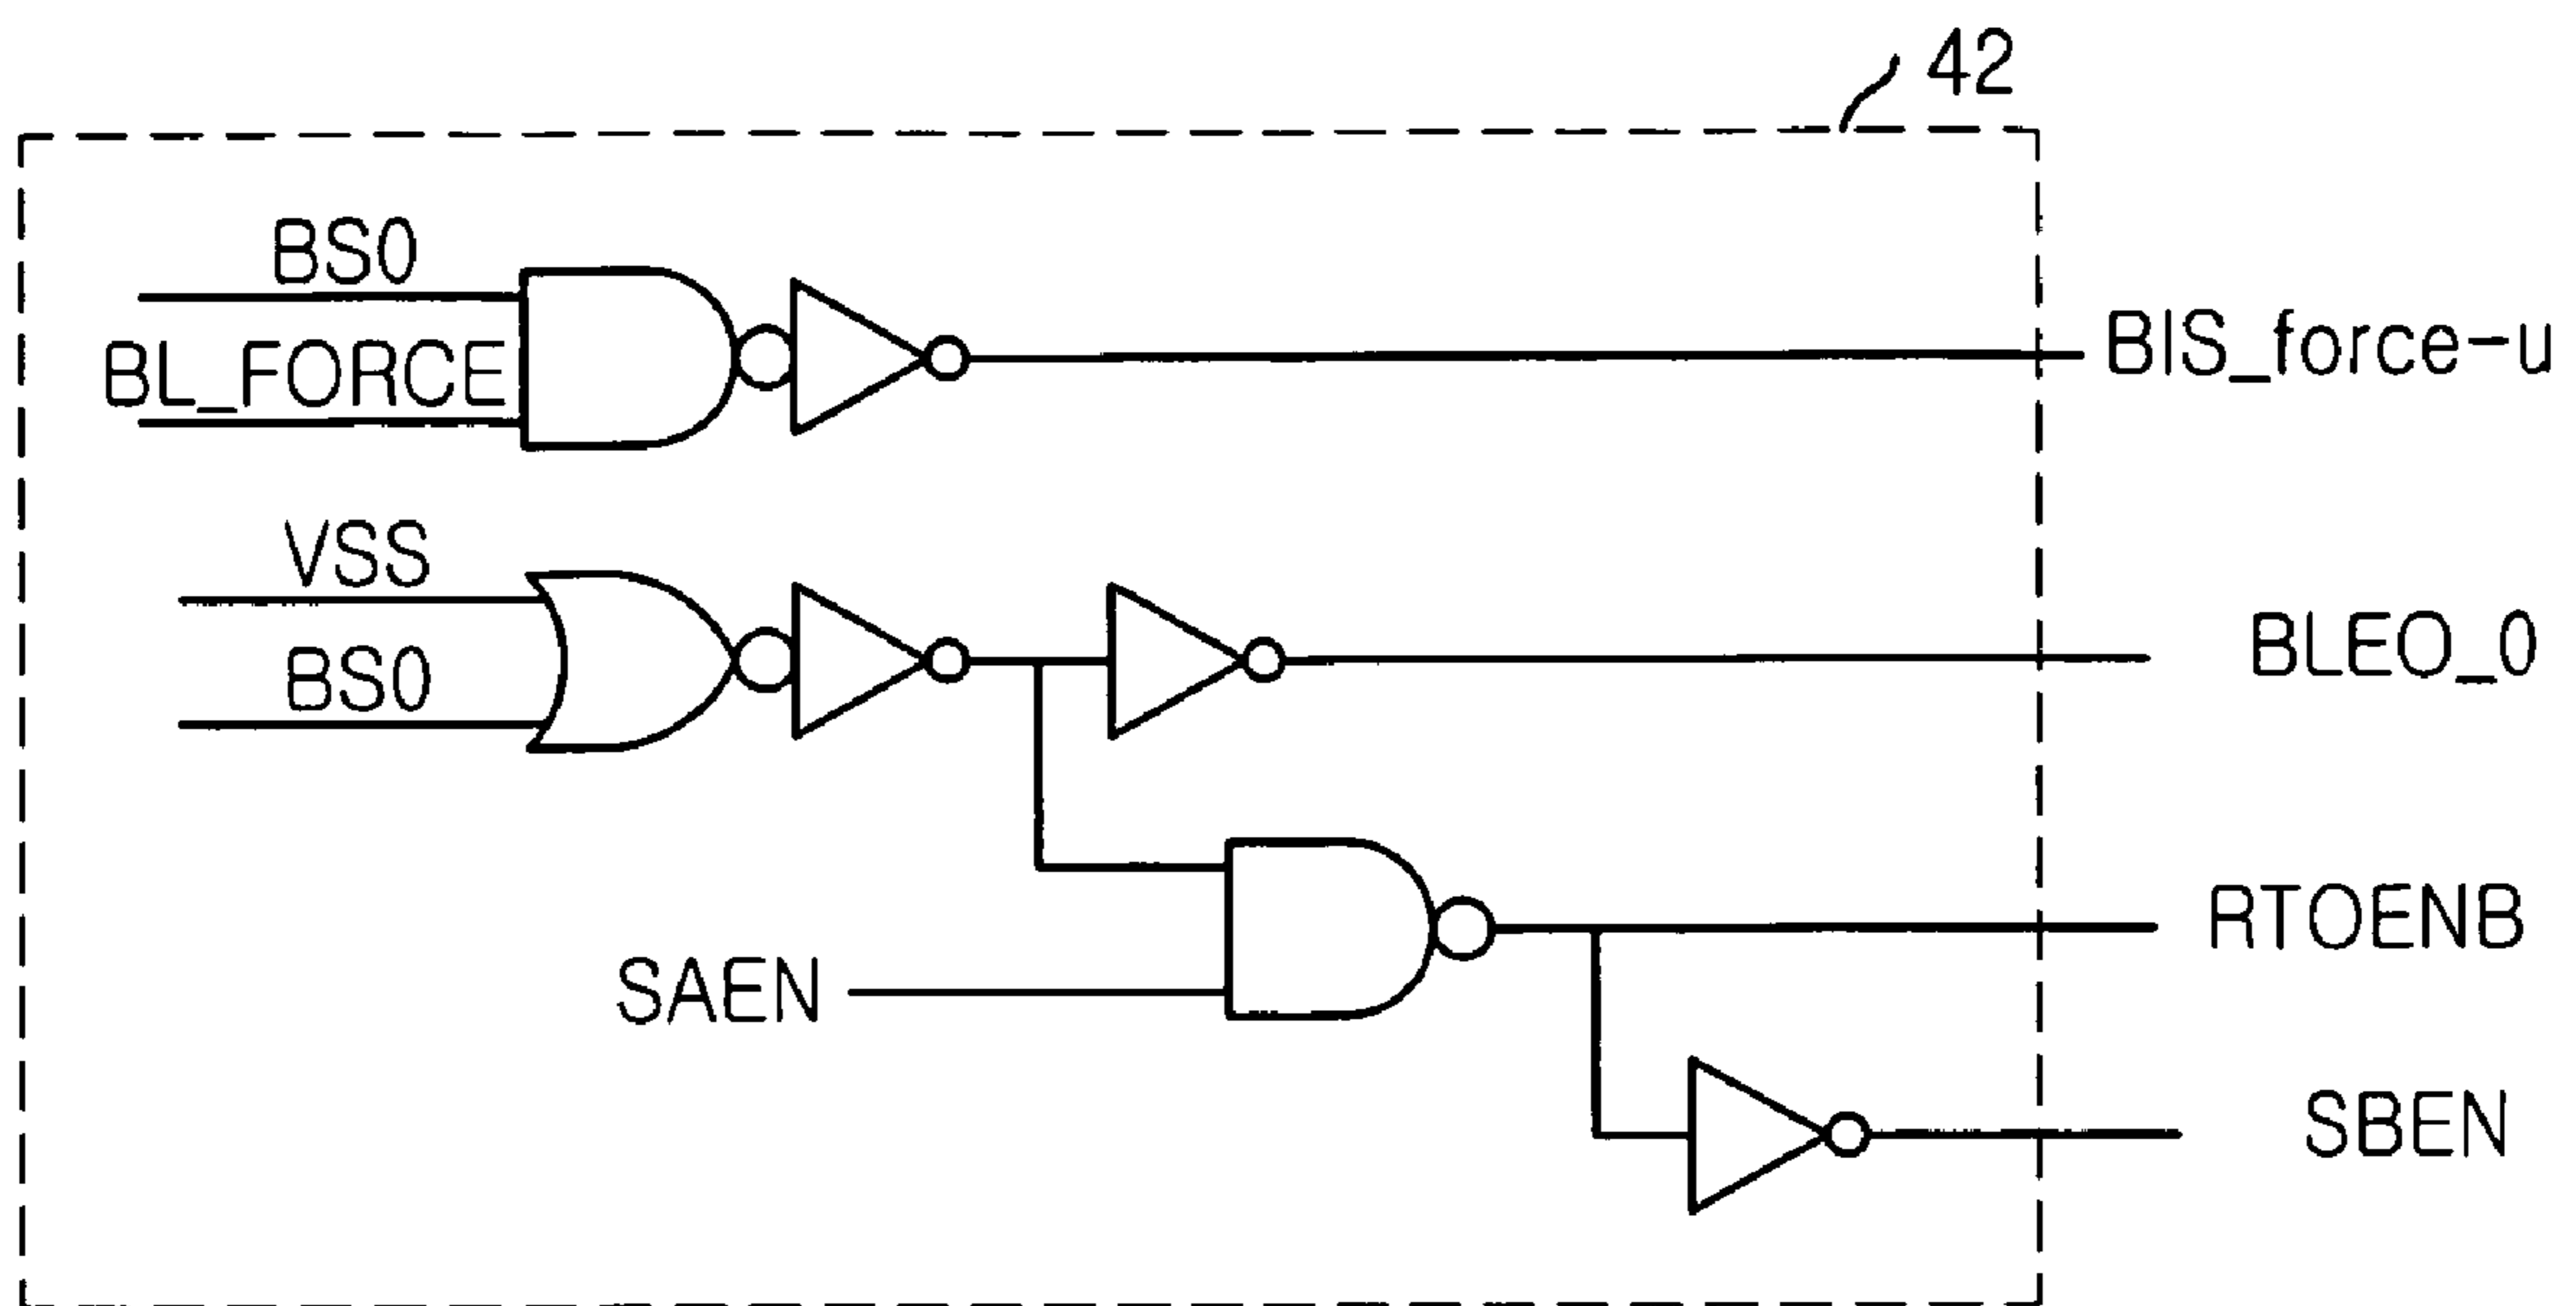 42
BS0
BL_FORCE
BIS_force-u
VSS
BS0
BLEO_0
SAEN
RTOENB
SBEN